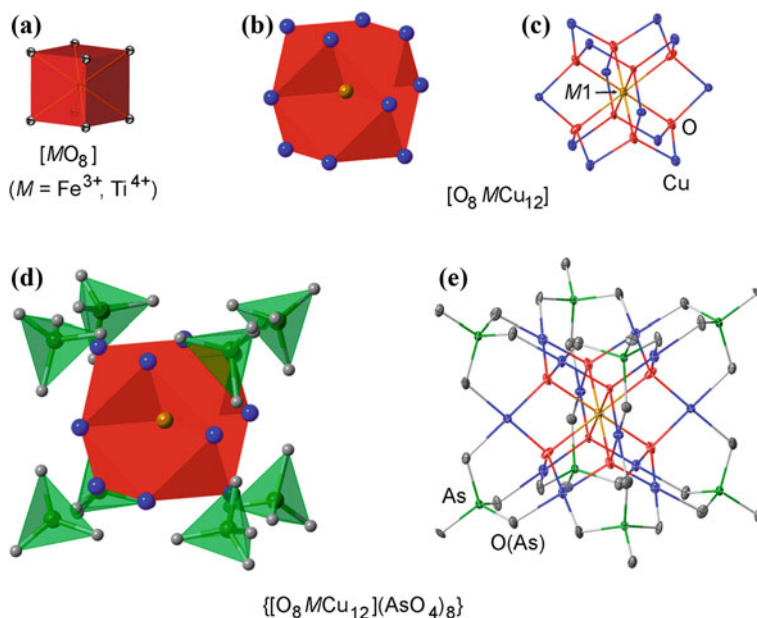 (a)
(b)
(c)
M1
O
Cu
[MO₈]
(M = Fe³⁺, Ti⁴⁺)
[O₈ MCu₁₂]
(d)
(e)
As
O(As)
{[O₈ MCu₁₂](AsO₄)₈}